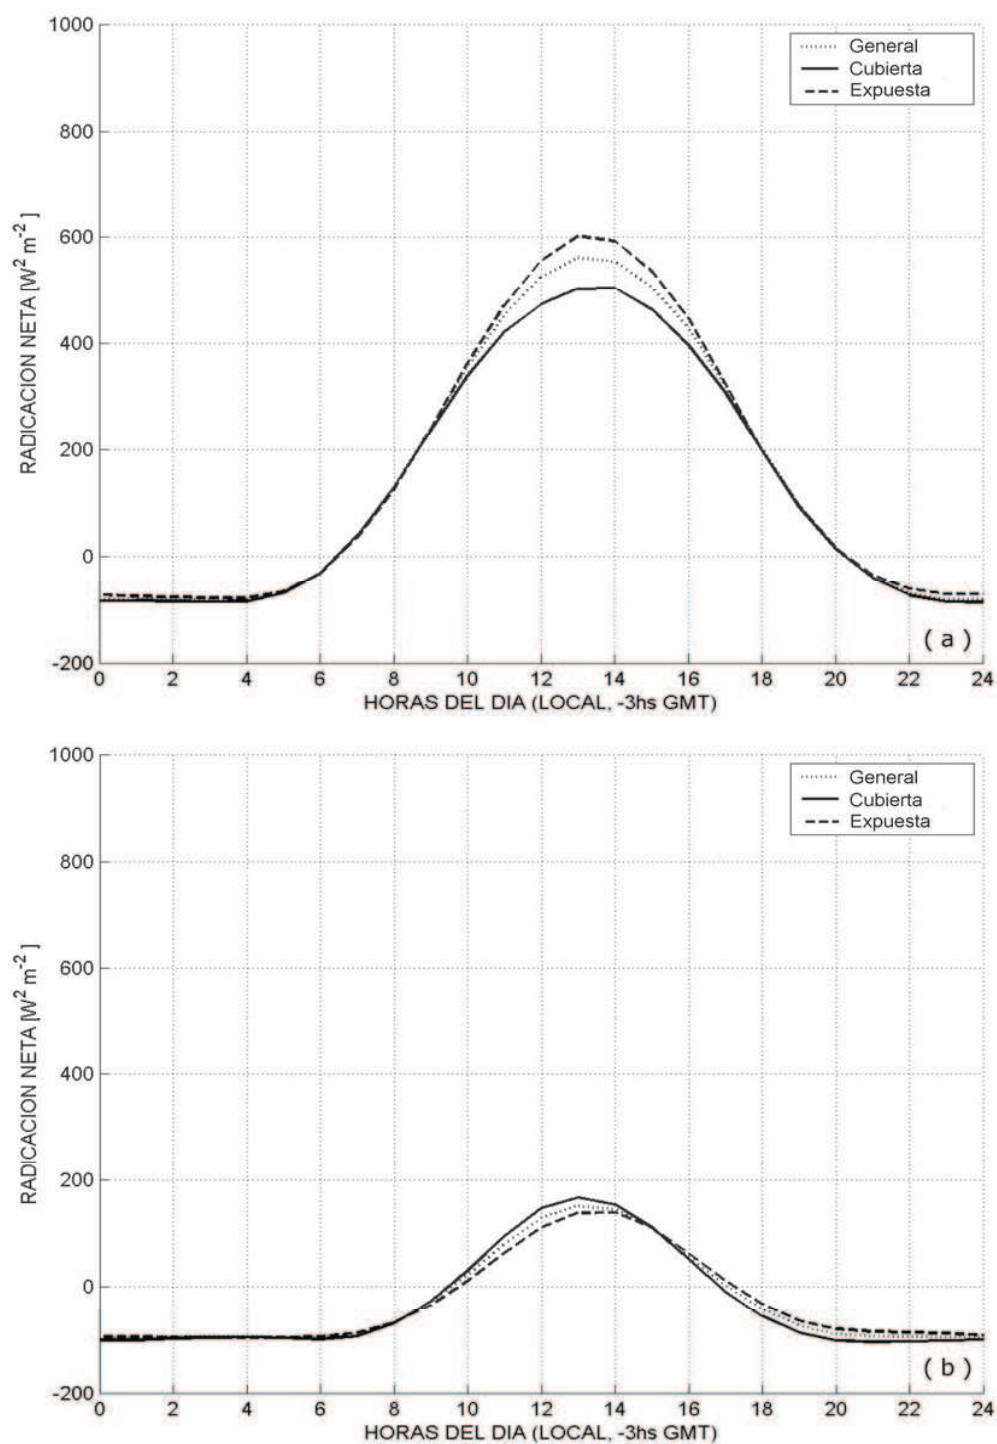 1000
800
600
400
200
0
-200
RADICACION NETA [W² m⁻² ]
General
Cubierta
Expuesta
( a )
0 2 4 6 8 10 12 14 16 18 20 22 24
HORAS DEL DIA (LOCAL, -3hs GMT)
1000
800
600
400
200
0
-200
RADICACION NETA [W² m⁻² ]
General
Cubierta
Expuesta
( b )
0 2 4 6 8 10 12 14 16 18 20 22 24
HORAS DEL DIA (LOCAL, -3hs GMT)